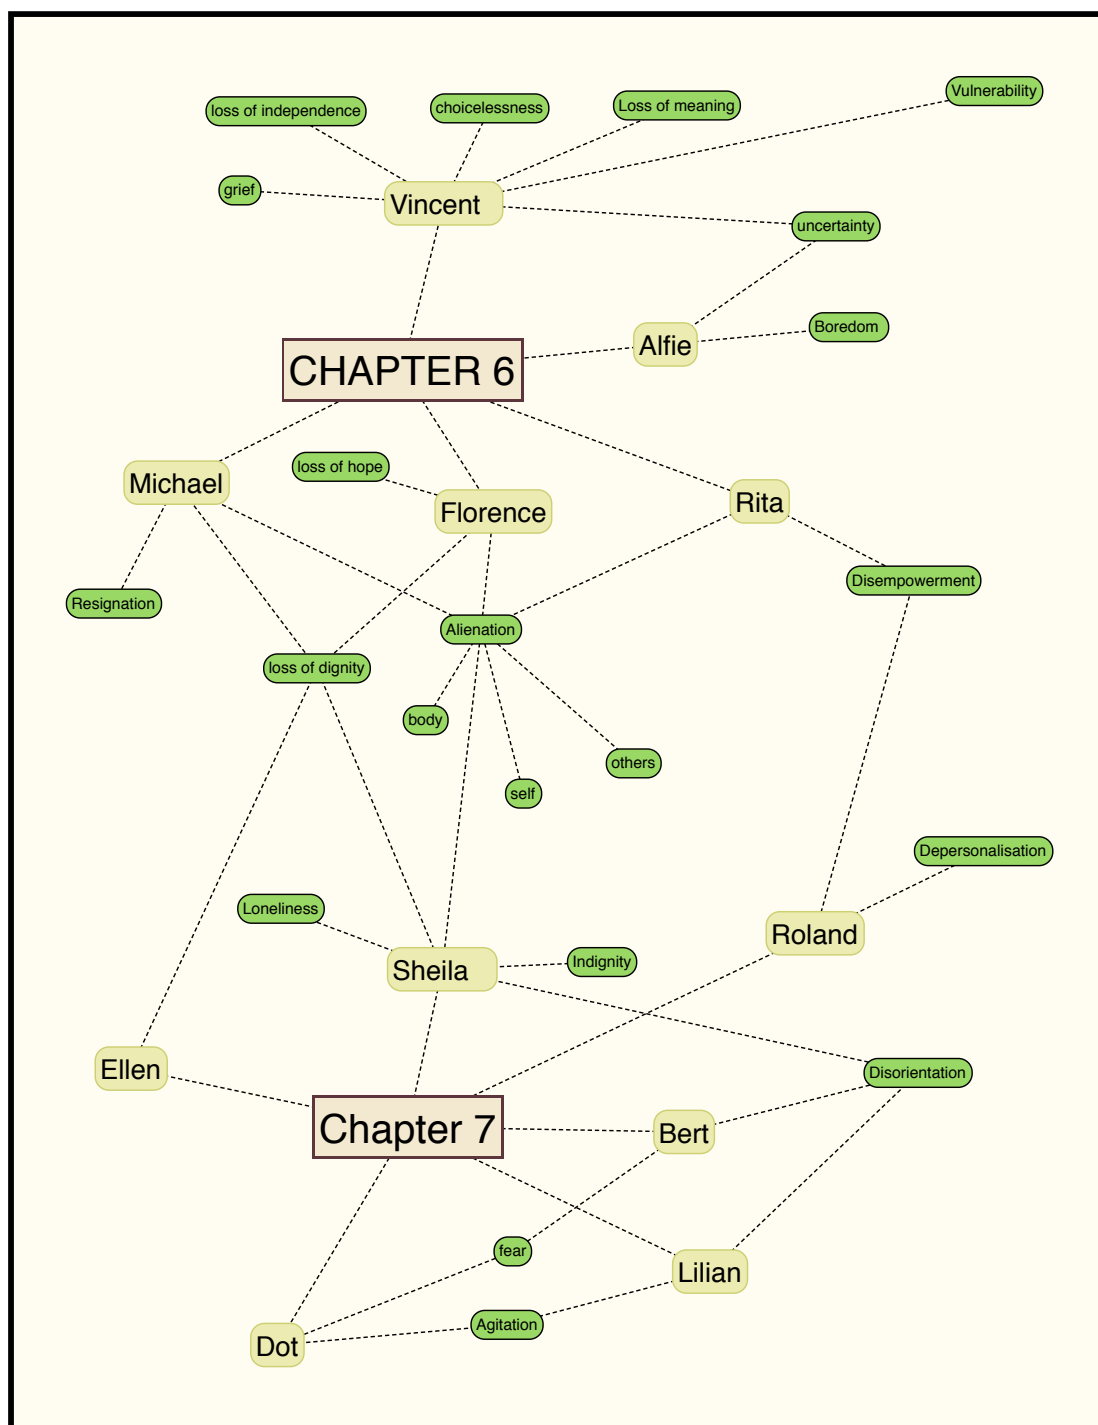 Vulnerability
loss of independence
choicelessness
Loss of meaning
grief
Vincent
uncertainty
Boredom
Alfie
CHAPTER 6
loss of hope
Michael
Florence
Rita
Disempowerment
Resignation
Alienation
loss of dignity
body
others
self
Depersonalisation
Loneliness
Roland
Sheila
Indignity
Ellen
Disorientation
Chapter 7
Bert
fear
Lilian
Agitation
Dot